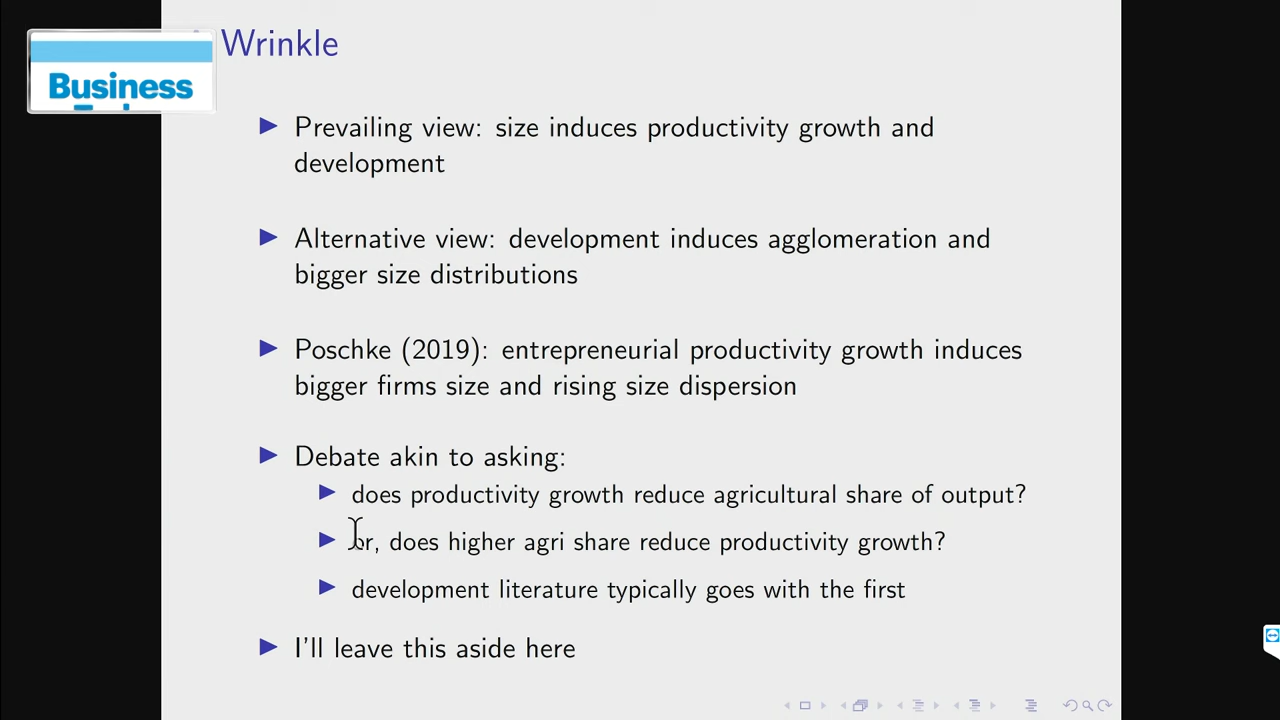 Wrinkle
Business
Prevailing view: size induces productivity growth and
development
Alternative view: development induces agglomeration and
bigger size distributions
Poschke (2019): entrepreneurial productivity growth induces
bigger firms size and rising size dispersion
Debate akin to asking:
does productivity growth reduce agricultural share of output?
or, does higher agri share reduce productivity growth?
development literature typically goes with the first
I'll leave this aside here